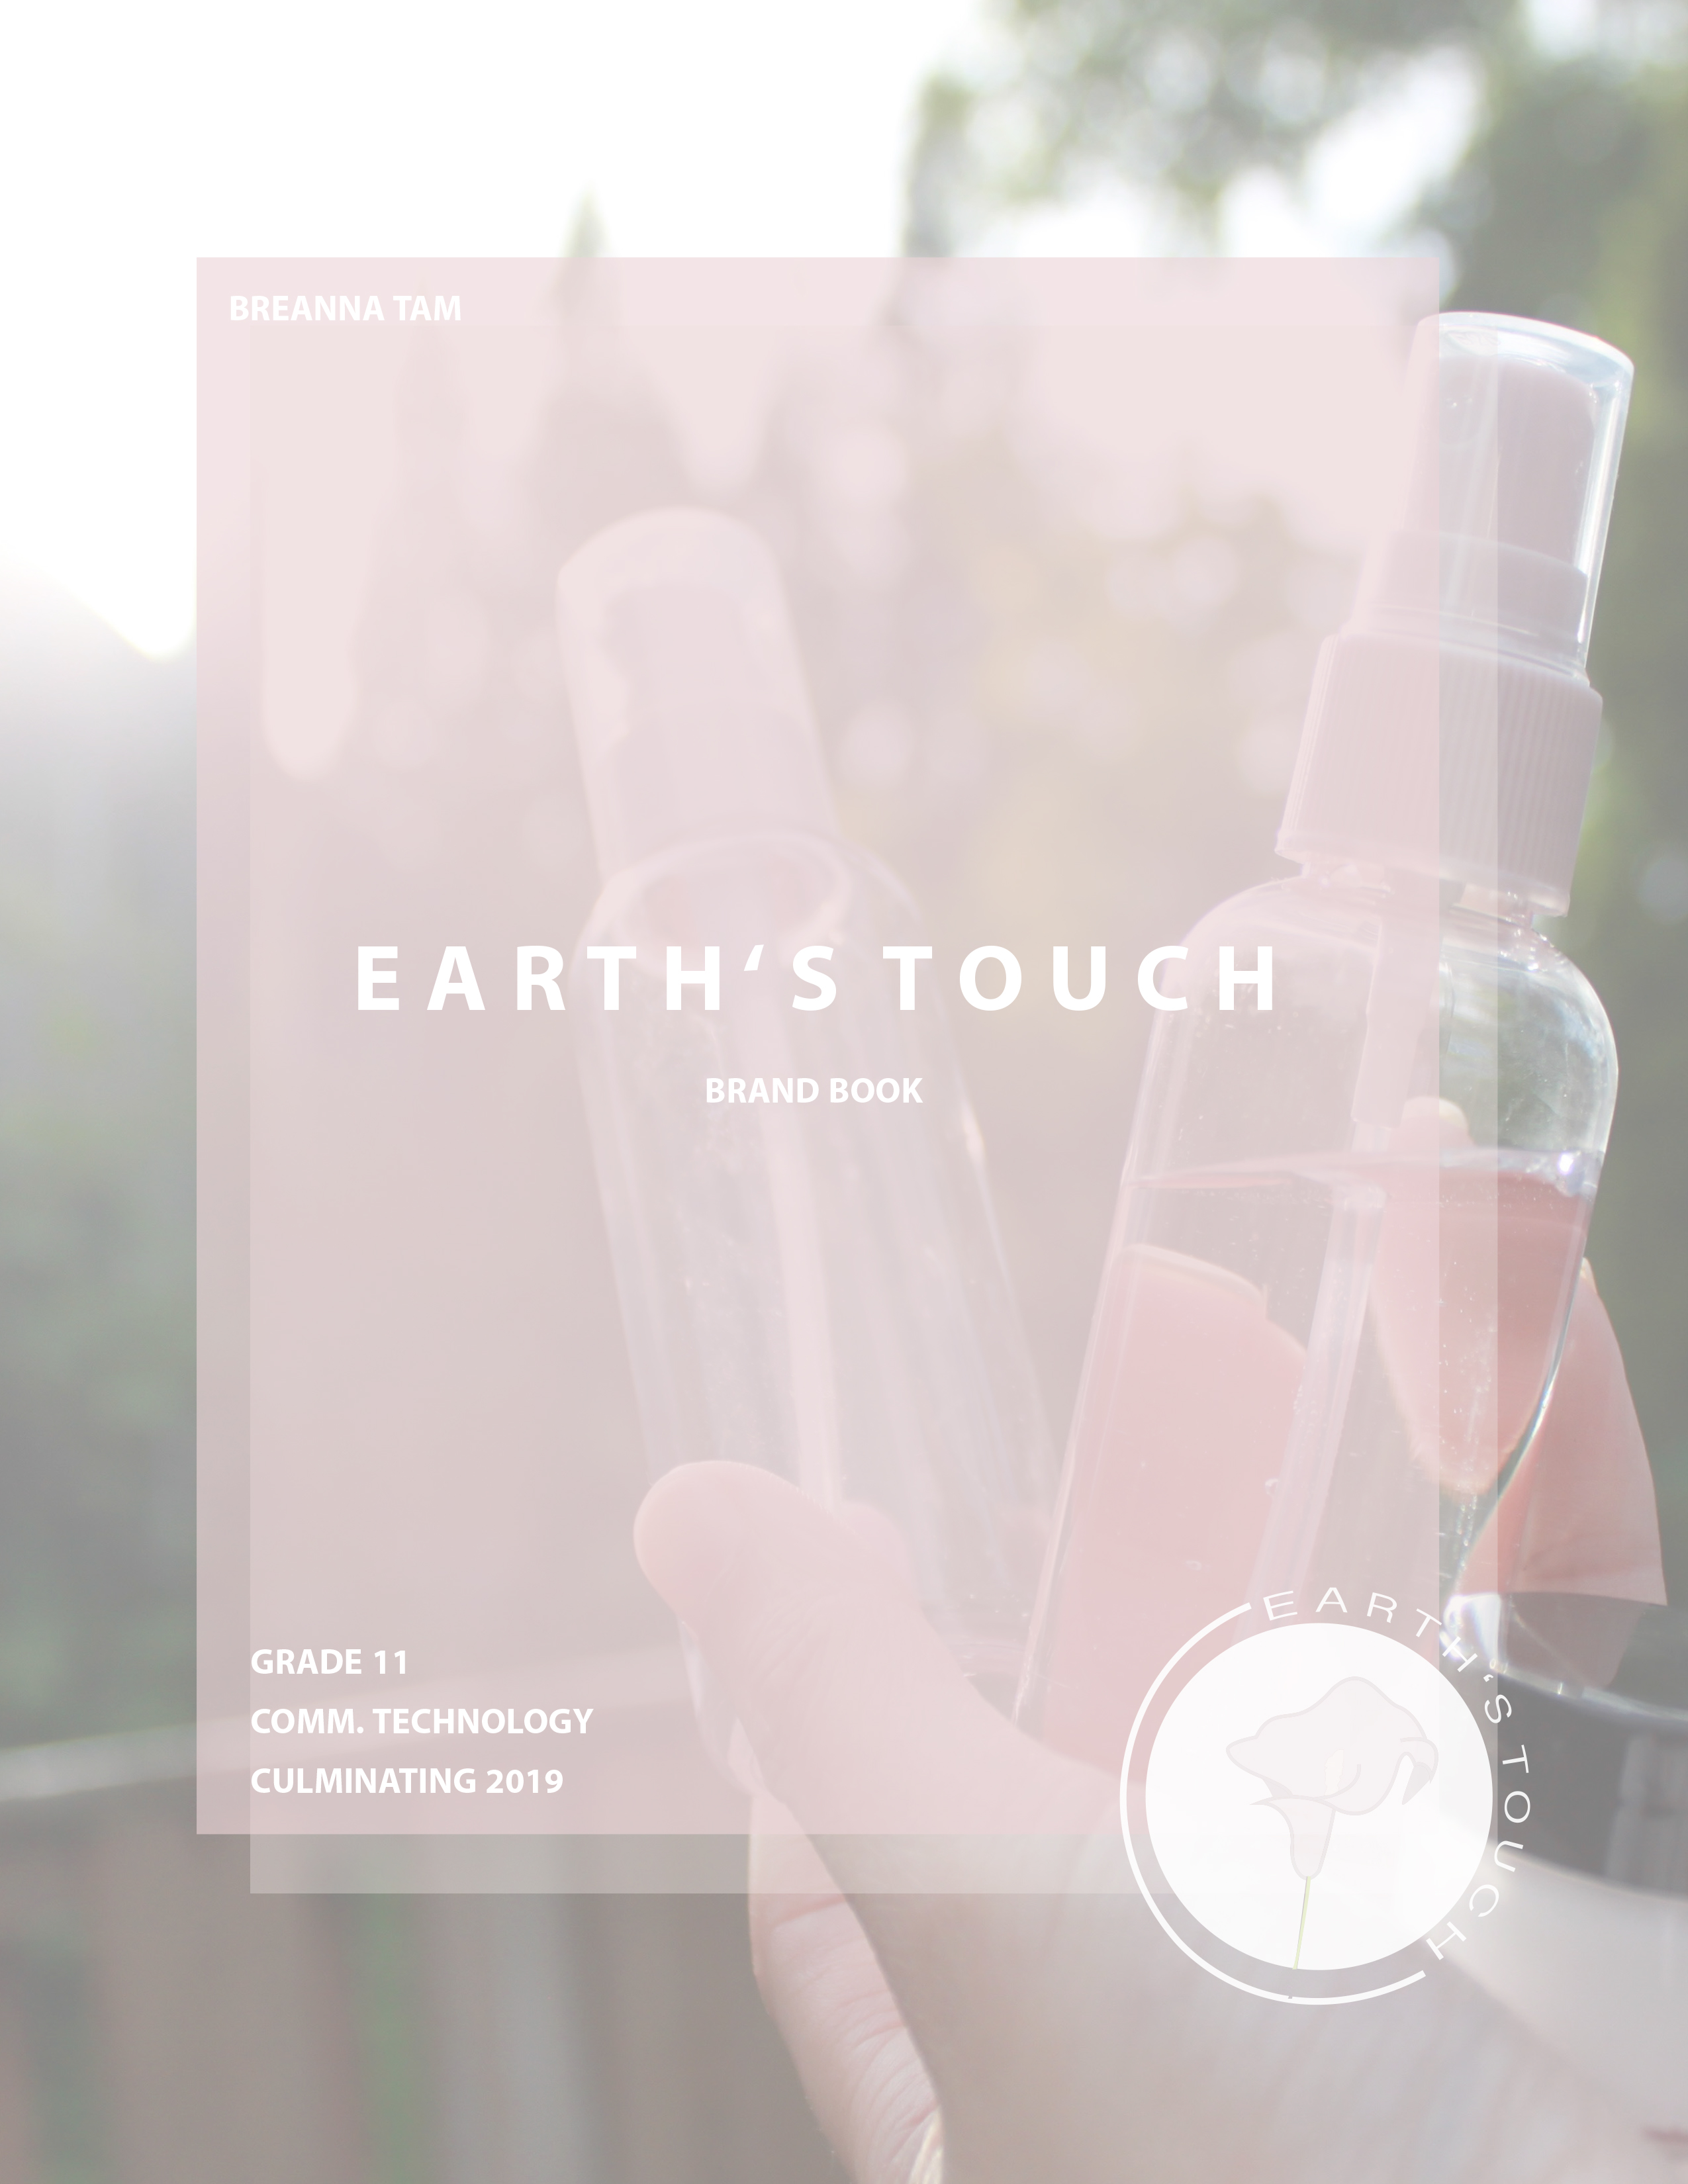 BREANNA TAM
EARTH‘S TOUCH
BRAND BOOK
GRADE 11
COMM. TECHNOLOGY
CULMINATING 2019
EARTH‘S TOUCH